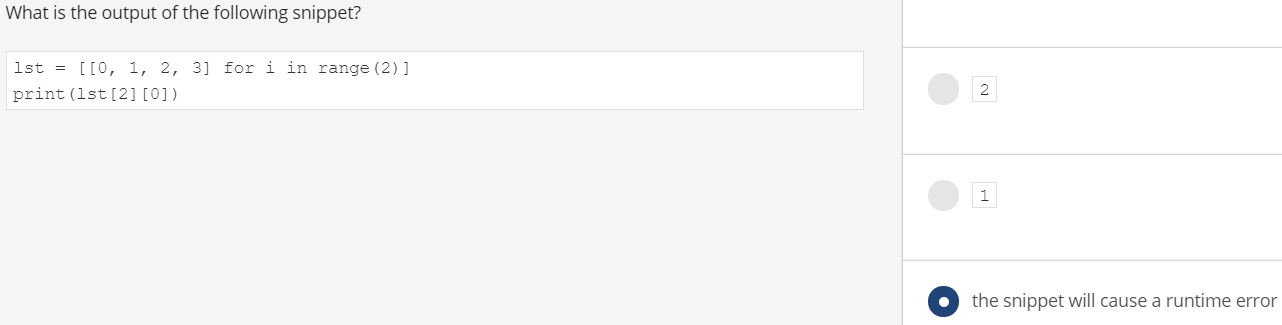 What is the output of the following snippet?
lst = [[0, 1, 2, 3] for i in range(2)]
print(lst[2][0])
2
1
the snippet will cause a runtime error